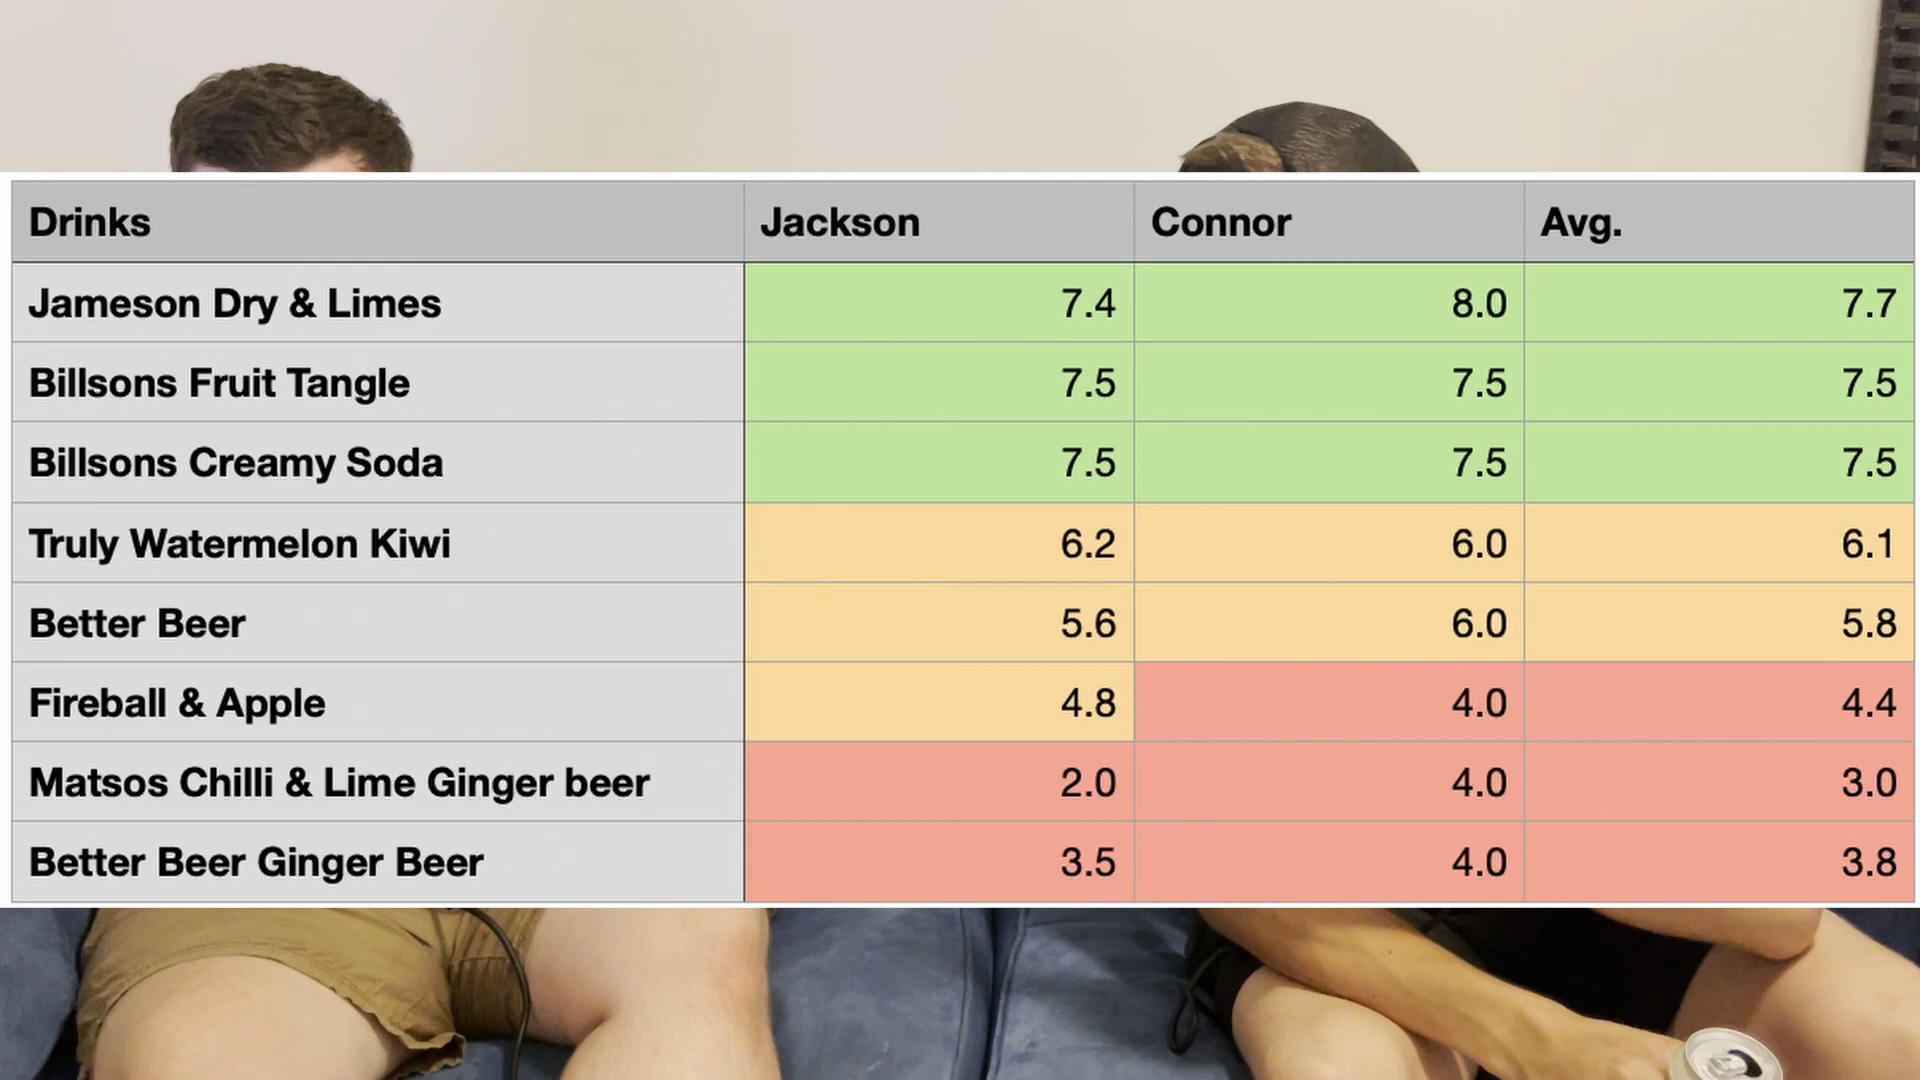 Drinks Jackson Connor Avg.
Jameson Dry & Limes 7.4 8.0 7.7
Billsons Fruit Tangle 7.5 7.5 7.5
Billsons Creamy Soda 7.5 7.5 7.5
Truly Watermelon Kiwi 6.2 6.0 6.1
Better Beer 5.6 6.0 5.8
Fireball & Apple 4.8 4.0 4.4
Matsos Chilli & Lime Ginger beer 2.0 4.0 3.0
Better Beer Ginger Beer 3.5 4.0 3.8